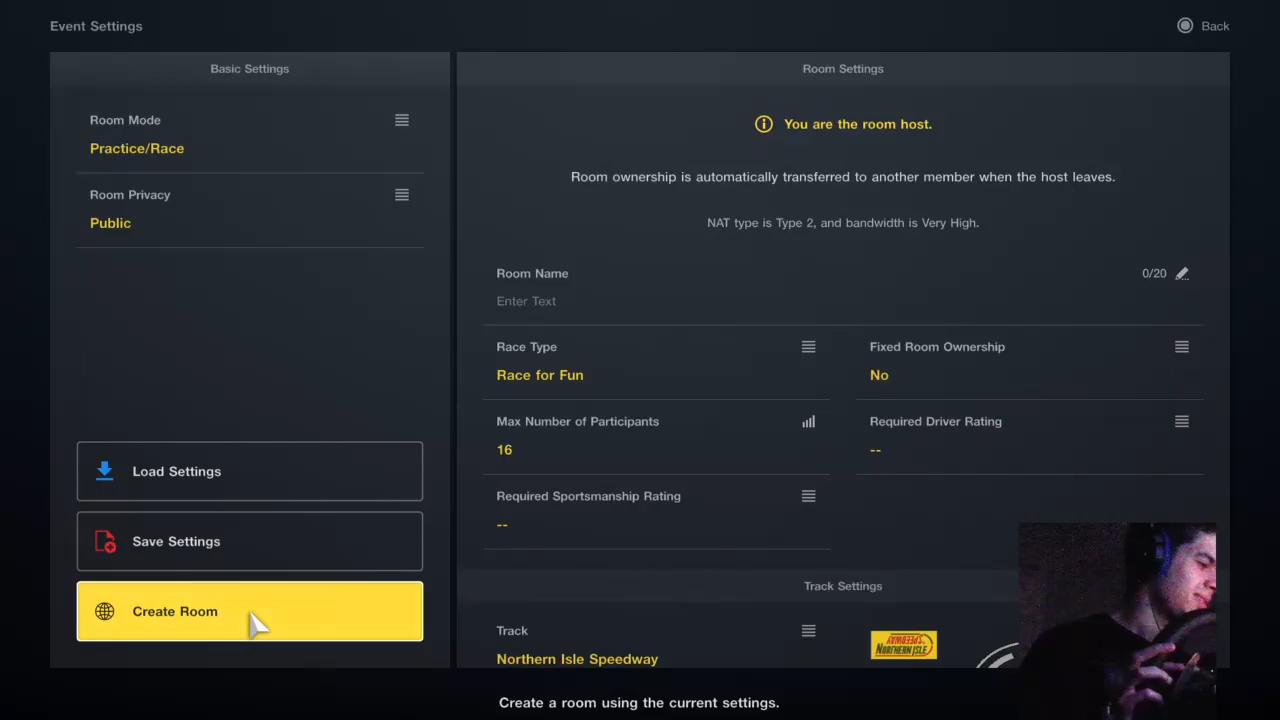 Event Settings
Back
Basic Settings
Room Mode
Practice/Race
Room Privacy
Public
Load Settings
Save Settings
Create Room
Room Settings
You are the room host.
Room ownership is automatically transferred to another member when the host leaves.
NAT type is Type 2, and bandwidth is Very High.
Room Name
0/20
Enter Text
Race Type
Race for Fun
Fixed Room Ownership
No
Max Number of Participants
16
Required Driver Rating
--
Required Sportsmanship Rating
--
Track Settings
Track
Northern Isle Speedway
SPEEDWAY
NORTHERN ISLE
Create a room using the current settings.